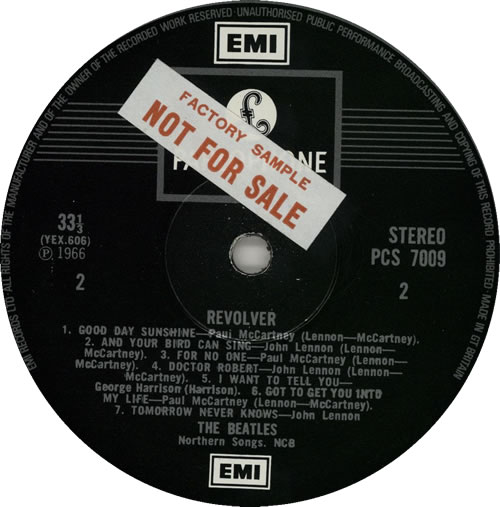 EMI RECORDS LTD·ALL RIGHTS OF THE MANUFACTURER AND OF THE OWNER OF THE RECORDED WORK RESERVED·UNAUTHORISED PUBLIC PERFORMANCE BROADCASTING AND COPYING OF THIS RECORD PROHIBITED·MADE IN GT BRITAIN
EMI
FACTORY SAMPLE
NOT FOR SALE
33⅓
(YEX.606)
Ⓟ 1966
2
STEREO
PCS 7009
2
REVOLVER
1. GOOD DAY SUNSHINE—Paul McCartney (Lennon—McCartney).
2. AND YOUR BIRD CAN SING—John Lennon (Lennon—
McCartney). 3. FOR NO ONE—Paul McCartney (Lennon—
McCartney). 4. DOCTOR ROBERT—John Lennon (Lennon—
McCartney). 5. I WANT TO TELL YOU—
George Harrison (Harrison). 6. GOT TO GET YOU INTO
MY LIFE—Paul McCartney (Lennon—McCartney).
7. TOMORROW NEVER KNOWS—John Lennon
THE BEATLES
Northern Songs. NCB
EMI